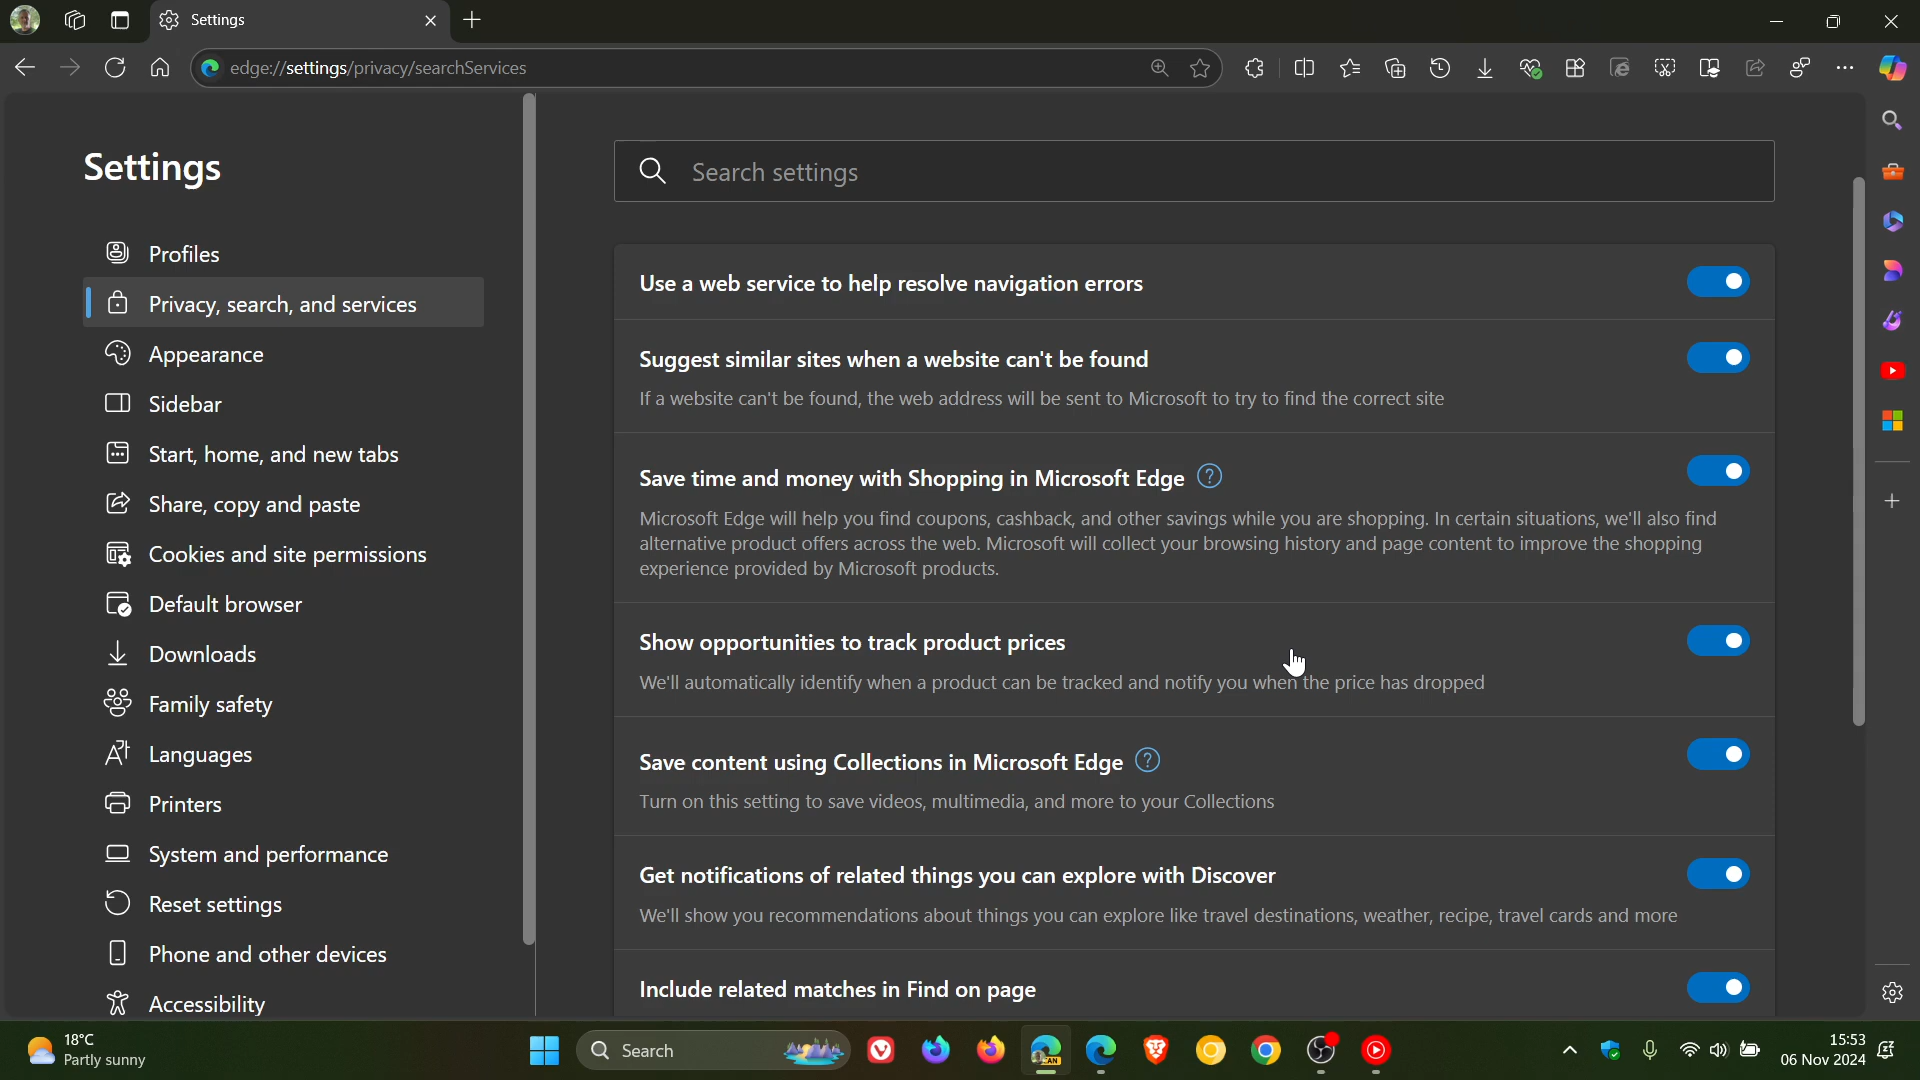 Settings
edge://settings/privacy/searchServices
Settings
Profiles
Privacy, search, and services
Appearance
Sidebar
Start, home, and new tabs
Share, copy and paste
Cookies and site permissions
Default browser
Downloads
Family safety
Languages
Printers
System and performance
Reset settings
Phone and other devices
Accessibility
Search settings
Use a web service to help resolve navigation errors
Suggest similar sites when a website can't be found
If a website can't be found, the web address will be sent to Microsoft to try to find the correct site
Save time and money with Shopping in Microsoft Edge
Microsoft Edge will help you find coupons, cashback, and other savings while you are shopping. In certain situations, we'll also find
alternative product offers across the web. Microsoft will collect your browsing history and page content to improve the shopping
experience provided by Microsoft products.
Show opportunities to track product prices
We'll automatically identify when a product can be tracked and notify you when the price has dropped
Save content using Collections in Microsoft Edge
Turn on this setting to save videos, multimedia, and more to your Collections
Get notifications of related things you can explore with Discover
We'll show you recommendations about things you can explore like travel destinations, weather, recipe, travel cards and more
Include related matches in Find on page
18°C
Partly sunny
Search
CAN
15:53
06 Nov 2024